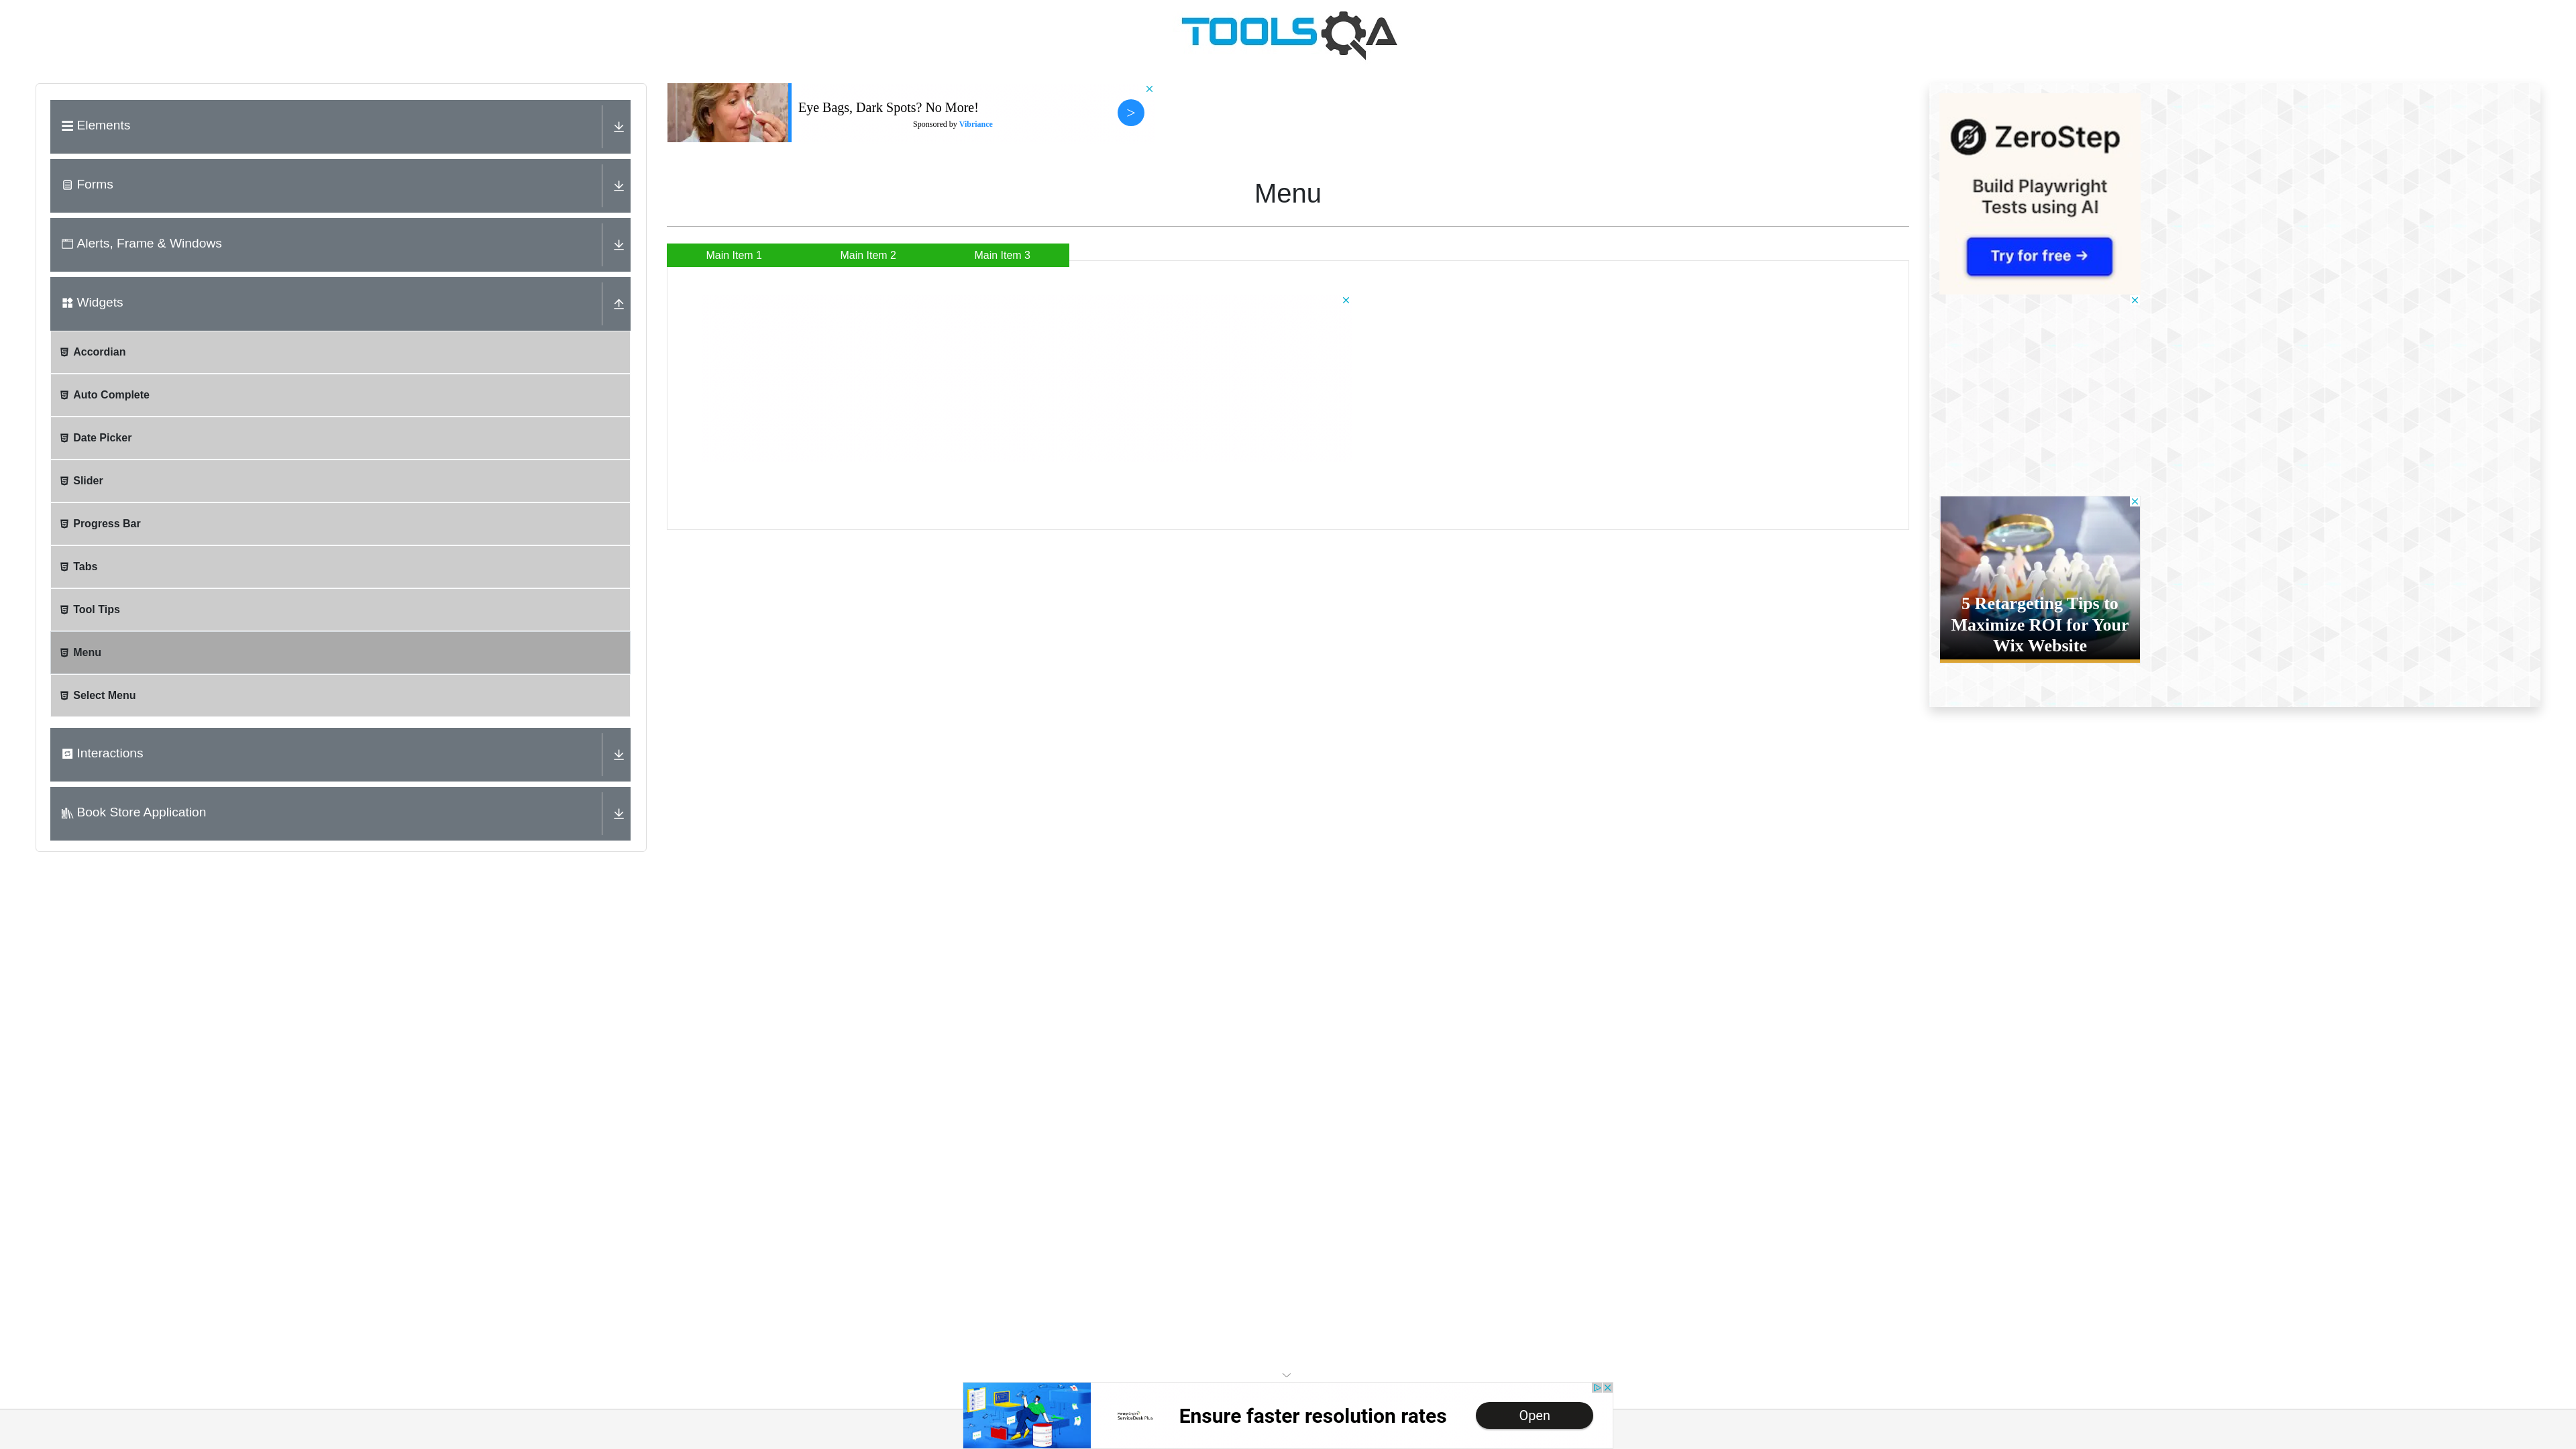 TOOLSQA
Elements
Forms
Alerts, Frame & Windows
Widgets
Accordian
Auto Complete
Date Picker
Slider
Progress Bar
Tabs
Tool Tips
Menu
Select Menu
Interactions
Book Store Application
Eye Bags, Dark Spots? No More!
Sponsored by Vibriance
>
Menu
Main Item 1
Main Item 2
Main Item 3
ZeroStep
Build Playwright
Tests using AI
Try for free →
5 Retargeting Tips to
Maximize ROI for Your
Wix Website
ManageEngine
ServiceDesk Plus
Ensure faster resolution rates
Open